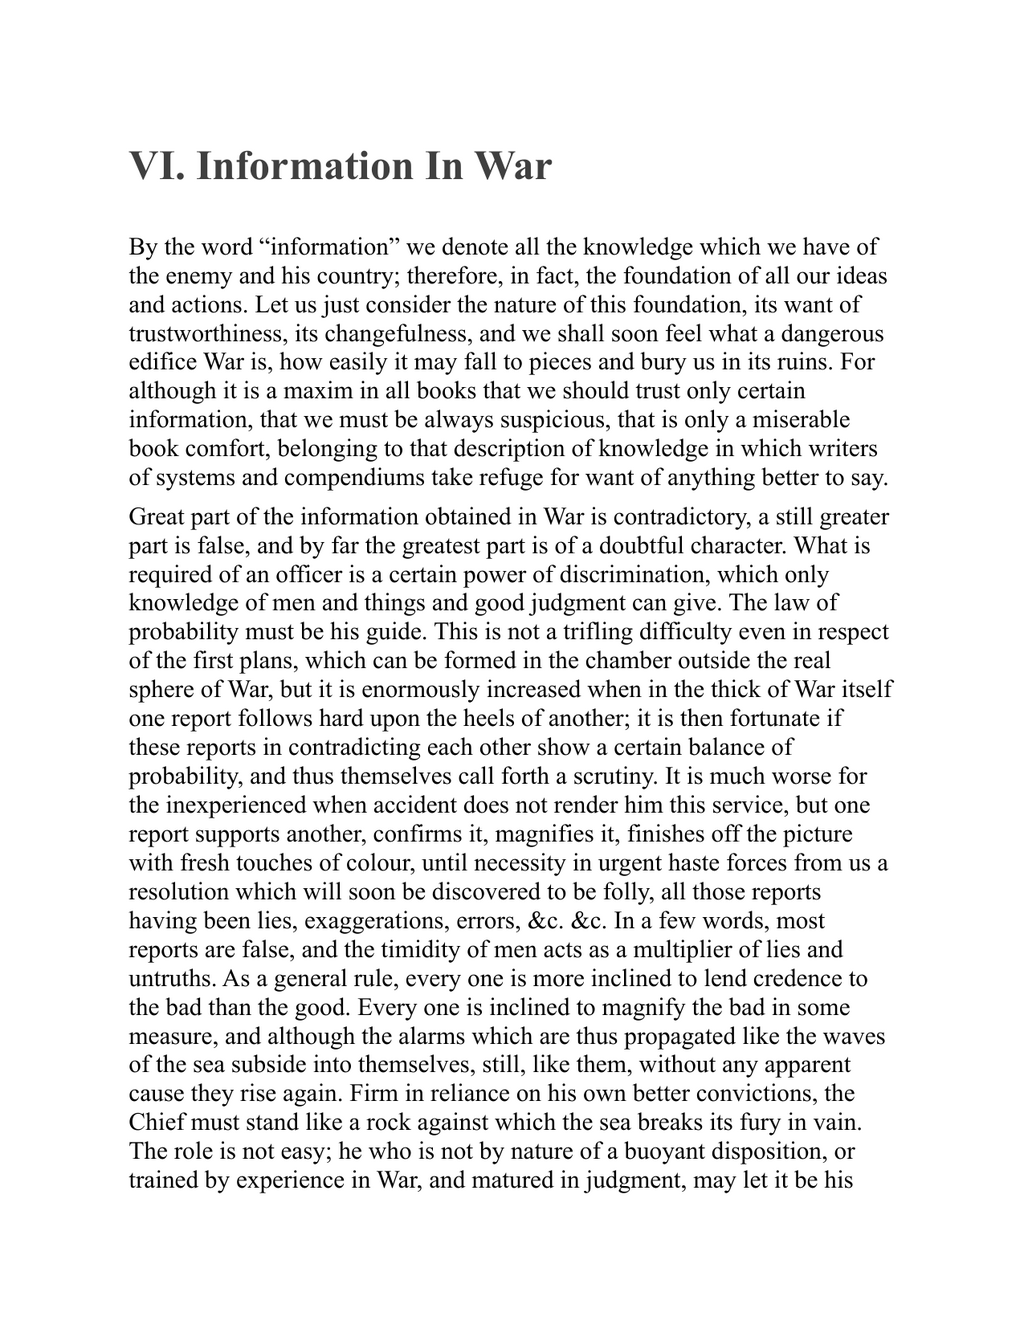 VI. Information In War
By the word “information” we denote all the knowledge which we have of
the enemy and his country; therefore, in fact, the foundation of all our ideas
and actions. Let us just consider the nature of this foundation, its want of
trustworthiness, its changefulness, and we shall soon feel what a dangerous
edifice War is, how easily it may fall to pieces and bury us in its ruins. For
although it is a maxim in all books that we should trust only certain
information, that we must be always suspicious, that is only a miserable
book comfort, belonging to that description of knowledge in which writers
of systems and compendiums take refuge for want of anything better to say.
Great part of the information obtained in War is contradictory, a still greater
part is false, and by far the greatest part is of a doubtful character. What is
required of an officer is a certain power of discrimination, which only
knowledge of men and things and good judgment can give. The law of
probability must be his guide. This is not a trifling difficulty even in respect
of the first plans, which can be formed in the chamber outside the real
sphere of War, but it is enormously increased when in the thick of War itself
one report follows hard upon the heels of another; it is then fortunate if
these reports in contradicting each other show a certain balance of
probability, and thus themselves call forth a scrutiny. It is much worse for
the inexperienced when accident does not render him this service, but one
report supports another, confirms it, magnifies it, finishes off the picture
with fresh touches of colour, until necessity in urgent haste forces from us a
resolution which will soon be discovered to be folly, all those reports
having been lies, exaggerations, errors, &c. &c. In a few words, most
reports are false, and the timidity of men acts as a multiplier of lies and
untruths. As a general rule, every one is more inclined to lend credence to
the bad than the good. Every one is inclined to magnify the bad in some
measure, and although the alarms which are thus propagated like the waves
of the sea subside into themselves, still, like them, without any apparent
cause they rise again. Firm in reliance on his own better convictions, the
Chief must stand like a rock against which the sea breaks its fury in vain.
The role is not easy; he who is not by nature of a buoyant disposition, or
trained by experience in War, and matured in judgment, may let it be his